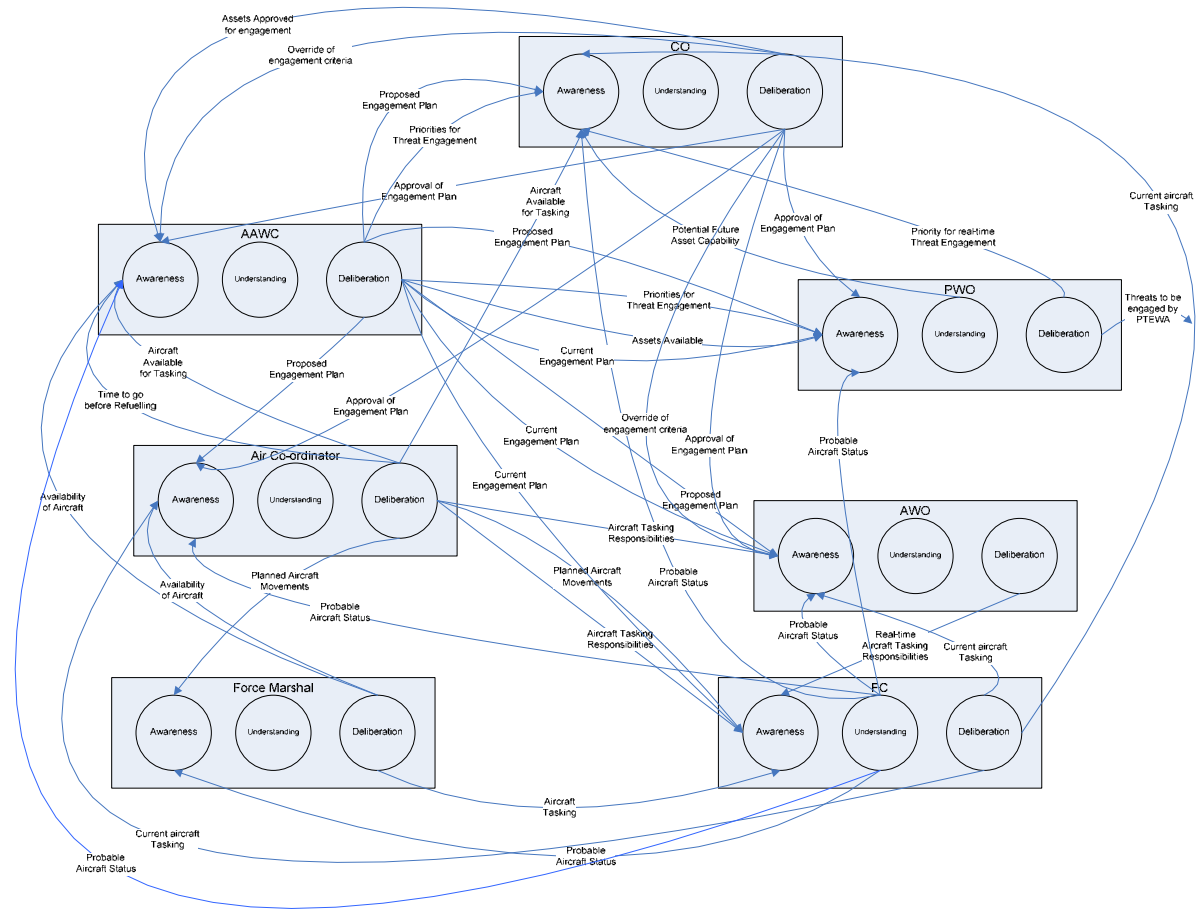 Assets Approved
for engagement
Override of
engagement criteria
CO
Awareness
Understanding
Deliberation
Proposed
Engagement Plan
Priorities for
Threat Engagement
Approval of
Engagement Plan
Aircraft
Available
for Tasking
Current aircraft
Tasking
AAWC
Awareness
Understanding
Deliberation
Proposed
Engagement Plan
Potential Future
Asset Capability
Approval of
Engagement Plan
Priority for real-time
Threat Engagement
PWO
Awareness
Understanding
Deliberation
Threats to be
engaged by
PTEWA
Priorities for
Threat Engagement
Assets Available
Current
Engagement Plan
Aircraft
Available
for Tasking
Proposed
Engagement Plan
Time to go
before Refuelling
Approval of
Engagement Plan
Override of
engagement criteria
Current
Engagement Plan
Approval of
Engagement Plan
Probable
Aircraft Status
Air Co-ordinator
Awareness
Understanding
Deliberation
Current
Engagement Plan
Proposed
Engagement Plan
Availability
of Aircraft
Aircraft Tasking
Responsibilities
AWO
Awareness
Understanding
Deliberation
Availability
of Aircraft
Planned Aircraft
Movements
Planned Aircraft
Movements
Probable
Aircraft Status
Probable
Aircraft Status
Aircraft Tasking
Responsibilities
Probable
Aircraft Status
Real-time
Aircraft Tasking
Responsibilities
Current aircraft
Tasking
Force Marshal
Awareness
Understanding
Deliberation
FC
Awareness
Understanding
Deliberation
Aircraft
Tasking
Current aircraft
Tasking
Probable
Aircraft Status
Probable
Aircraft Status